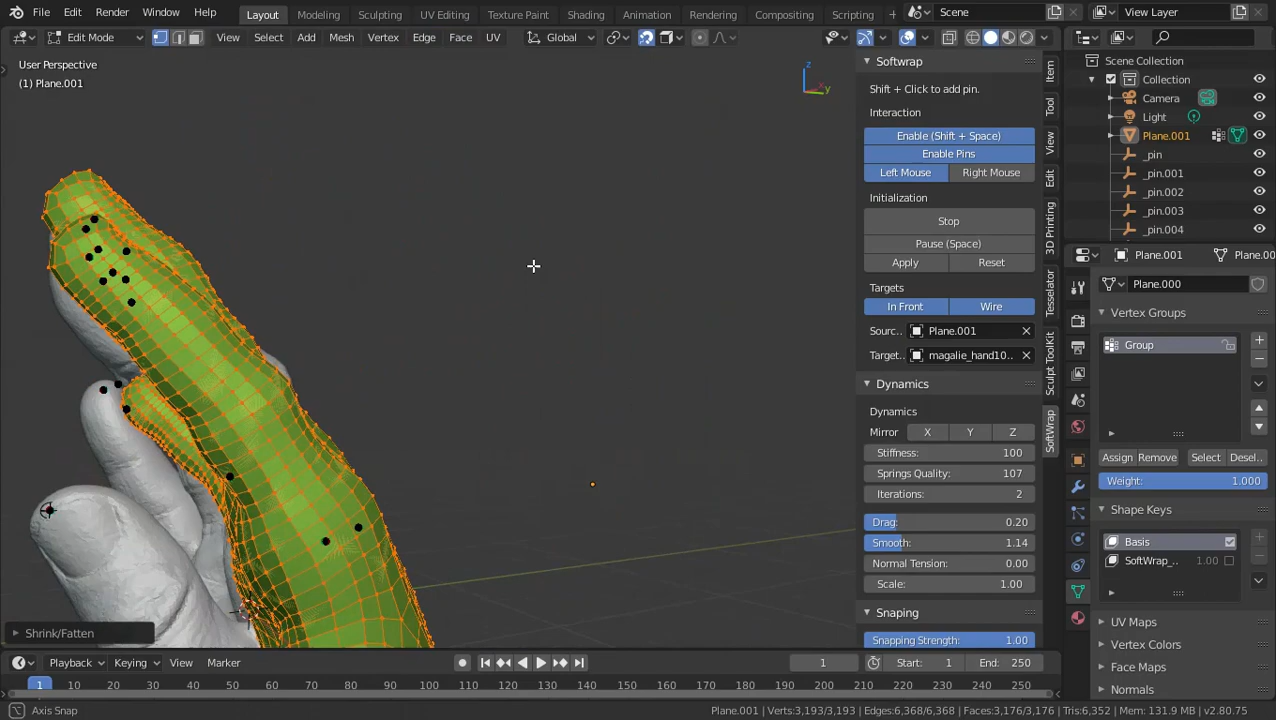 File Edit Render Window Help Layout Modeling Sculpting UV Editing Texture Paint Shading Animation Rendering Compositing Scripting + Scene View Layer
Edit Mode View Select Add Mesh Vertex Edge Face UV Global
User Perspective
(1) Plane.001
z
x
y
Softwrap
Shift + Click to add pin.
Interaction
Enable (Shift + Space)
Enable Pins
Left Mouse Right Mouse
Initialization
Stop
Pause (Space)
Apply Reset
Targets
In Front Wire
Sourc.. Plane.001
Target.. magalie_hand10..
Dynamics
Dynamics
Mirror X Y Z
Stiffness: 100
Springs Quality: 107
Iterations: 2
Drag: 0.20
Smooth: 1.14
Normal Tension: 0.00
Scale: 1.00
Snapping
Snapping Strength: 1.00
Item
Tool
View
Edit
3D Printing
Tesselator
Sculpt ToolKit
SoftWrap
Scene Collection
Collection
Camera
Light
Plane.001
_pin
_pin.001
_pin.002
_pin.003
_pin.004
Plane.001 Plane.00
Plane.000
Vertex Groups
Group
Assign Remove Select Desel..
Weight: 1.000
Shape Keys
Basis
SoftWrap_.. 1.00
UV Maps
Vertex Colors
Face Maps
Normals
Shrink/Fatten
Playback Keying View Marker 1 Start: 1 End: 250
1 10 20 30 40 50 60 70 80 90 100 110 120 130 140 150 160 170 180 190 200 210 220 230 240 250
Axis Snap
Plane.001 | Verts:3,193/3,193 | Edges:6,368/6,368 | Faces:3,176/3,176 | Tris:6,352 | Mem: 131.9 MB | v2.80.75